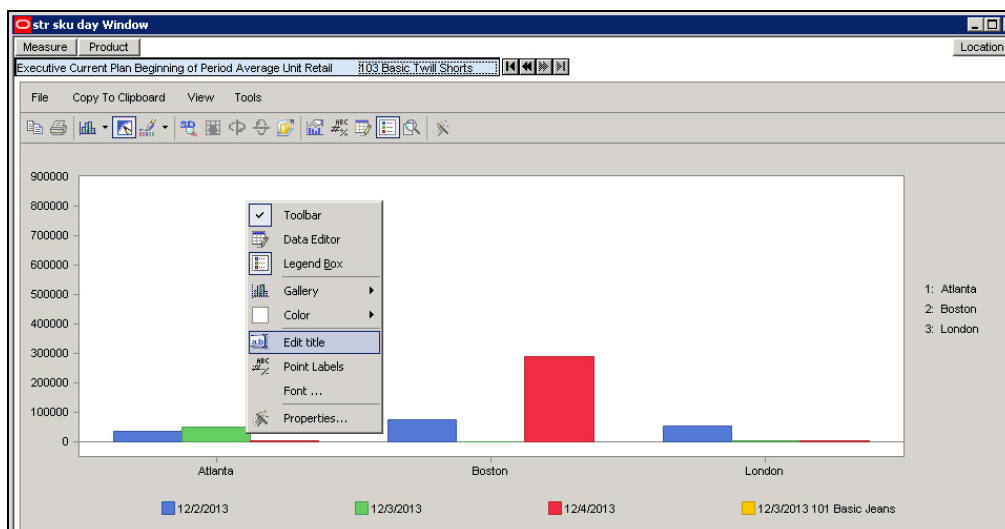 str sku day Window
Measure Product Location
Executive Current Plan Beginning of Period Average Unit Retail 103 Basic Twill Shorts
File Copy To Clipboard View Tools
900000
800000
700000
600000
500000
400000
300000
200000
100000
0
Toolbar
Data Editor
Legend Box
Gallery
Color
Edit title
Point Labels
Font ...
Properties...
1: Atlanta
2: Boston
3: London
Atlanta Boston London
12/2/2013 12/3/2013 12/4/2013 12/3/2013 101 Basic Jeans